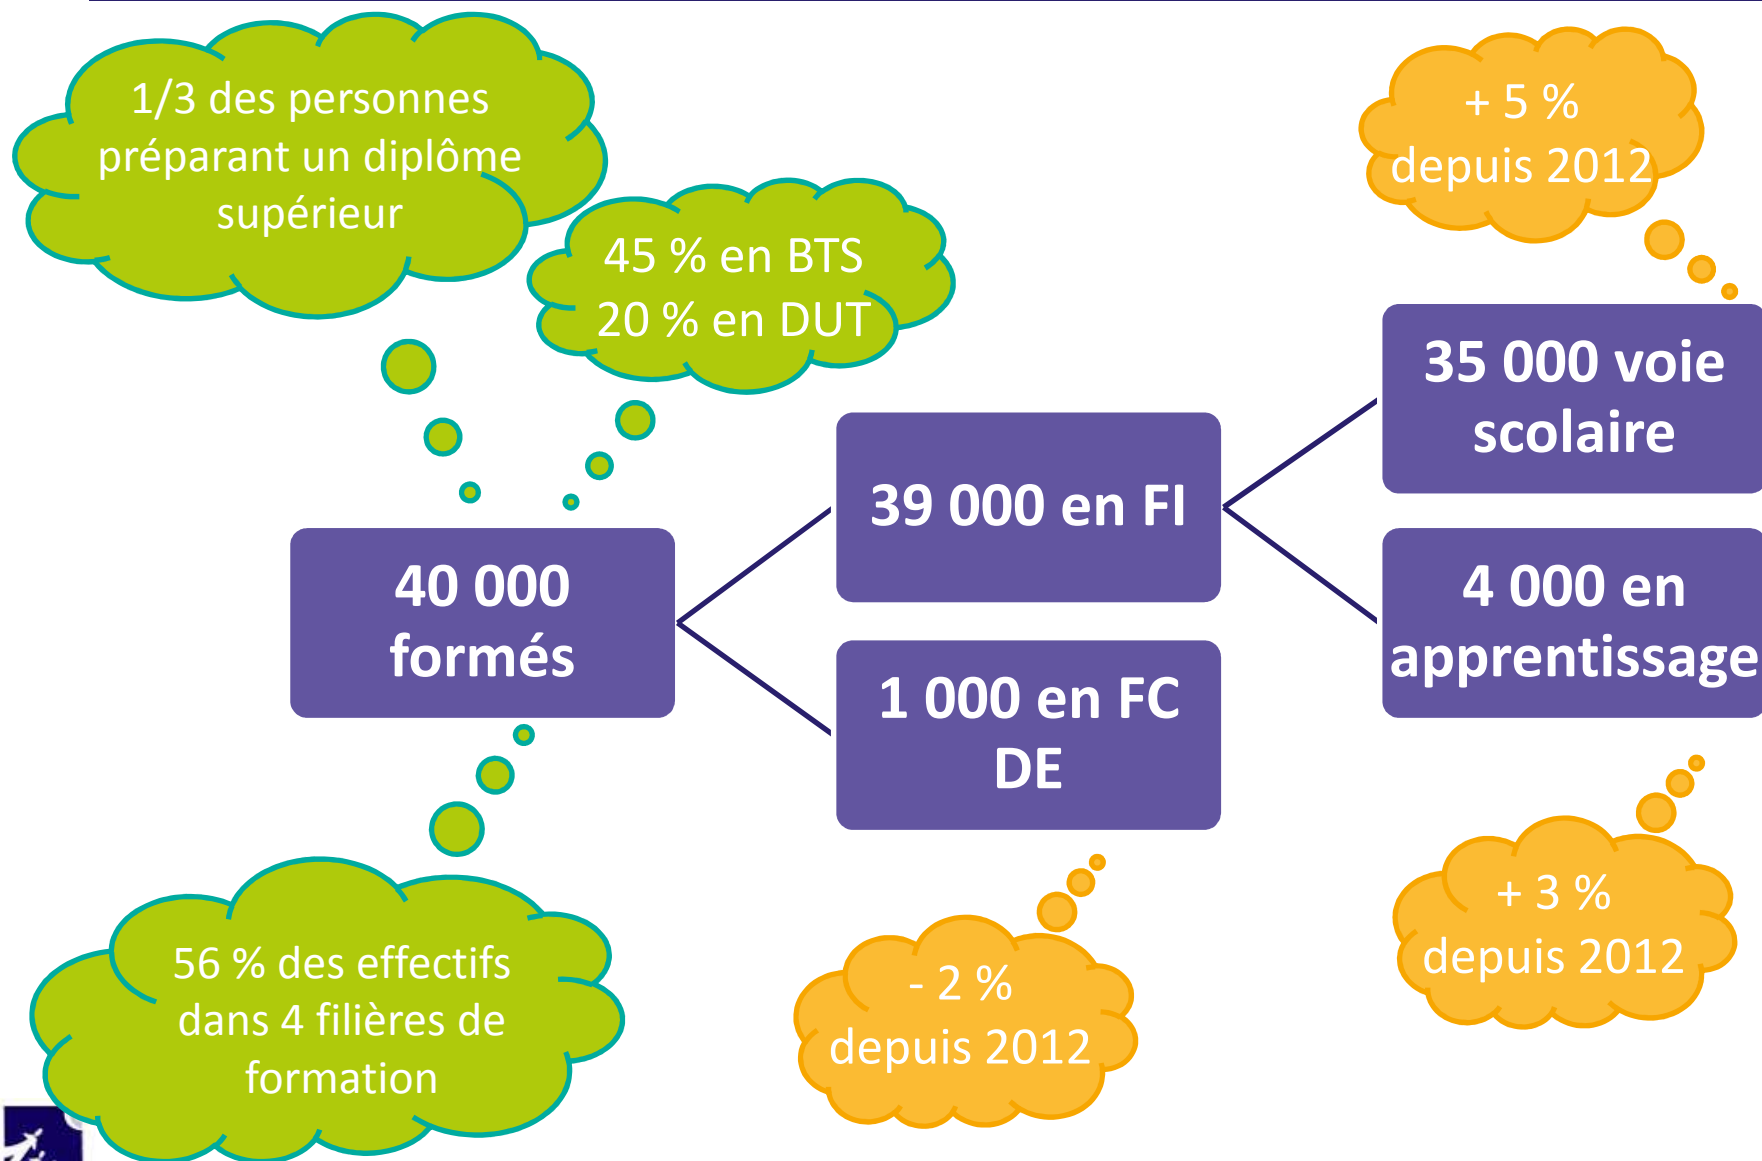 1/3 des personnes
préparant un diplôme
supérieur
45 % en BTS
20 % en DUT
+ 5 %
depuis 2012
35 000 voie
scolaire
39 000 en FI
40 000
formés
4 000 en
apprentissage
1 000 en FC
DE
56 % des effectifs
dans 4 filières de
formation
- 2 %
depuis 2012
+ 3 %
depuis 2012